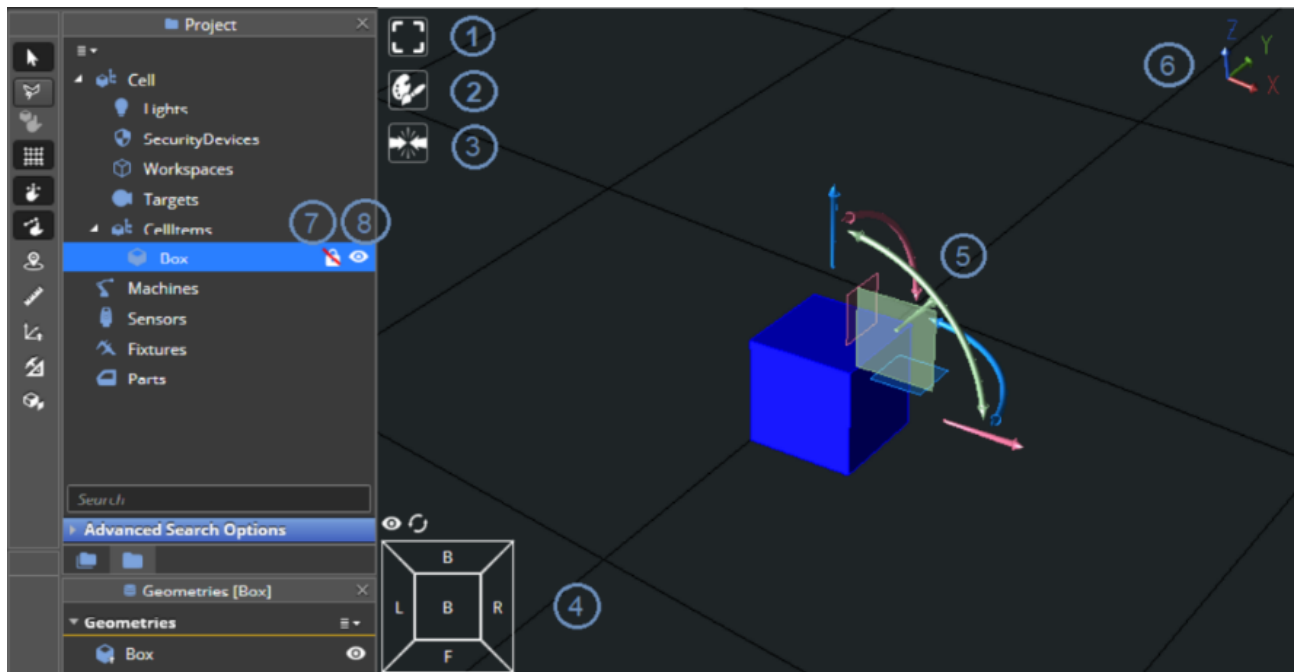 Project
Cell
Lights
SecurityDevices
Workspaces
Targets
CellItems
Box
Machines
Sensors
Fixtures
Parts
Search
Advanced Search Options
Geometries [Box]
Geometries
Box
1
2
3
Z
Y
X
6
5
7
8
B
L B R
F
4